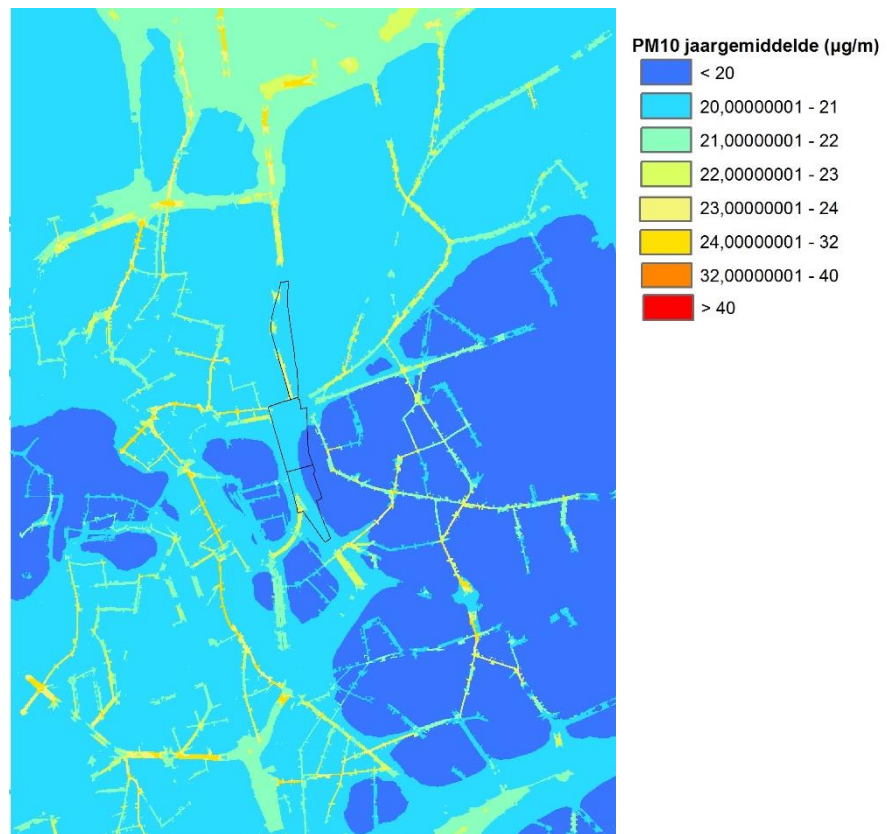 PM10 jaargemiddelde (µg/m)
< 20
20,00000001 - 21
21,00000001 - 22
22,00000001 - 23
23,00000001 - 24
24,00000001 - 32
32,00000001 - 40
> 40